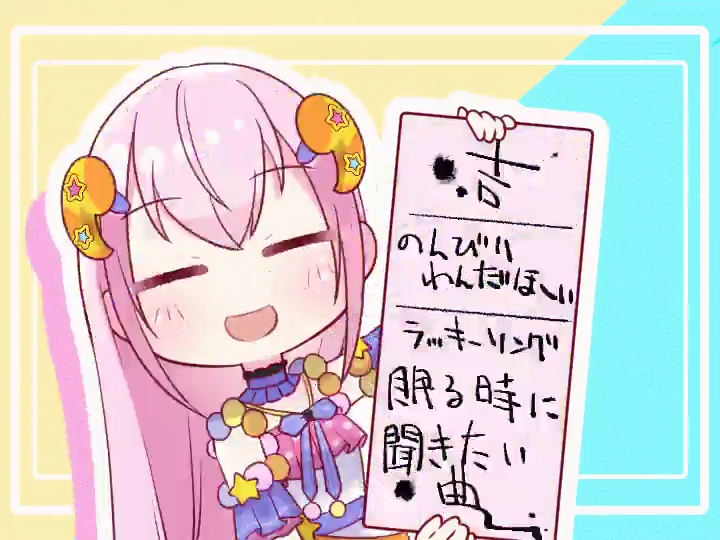 吉
のんびり
わんだほーい
ラッキーソング
眠る時に
聞きたい
曲